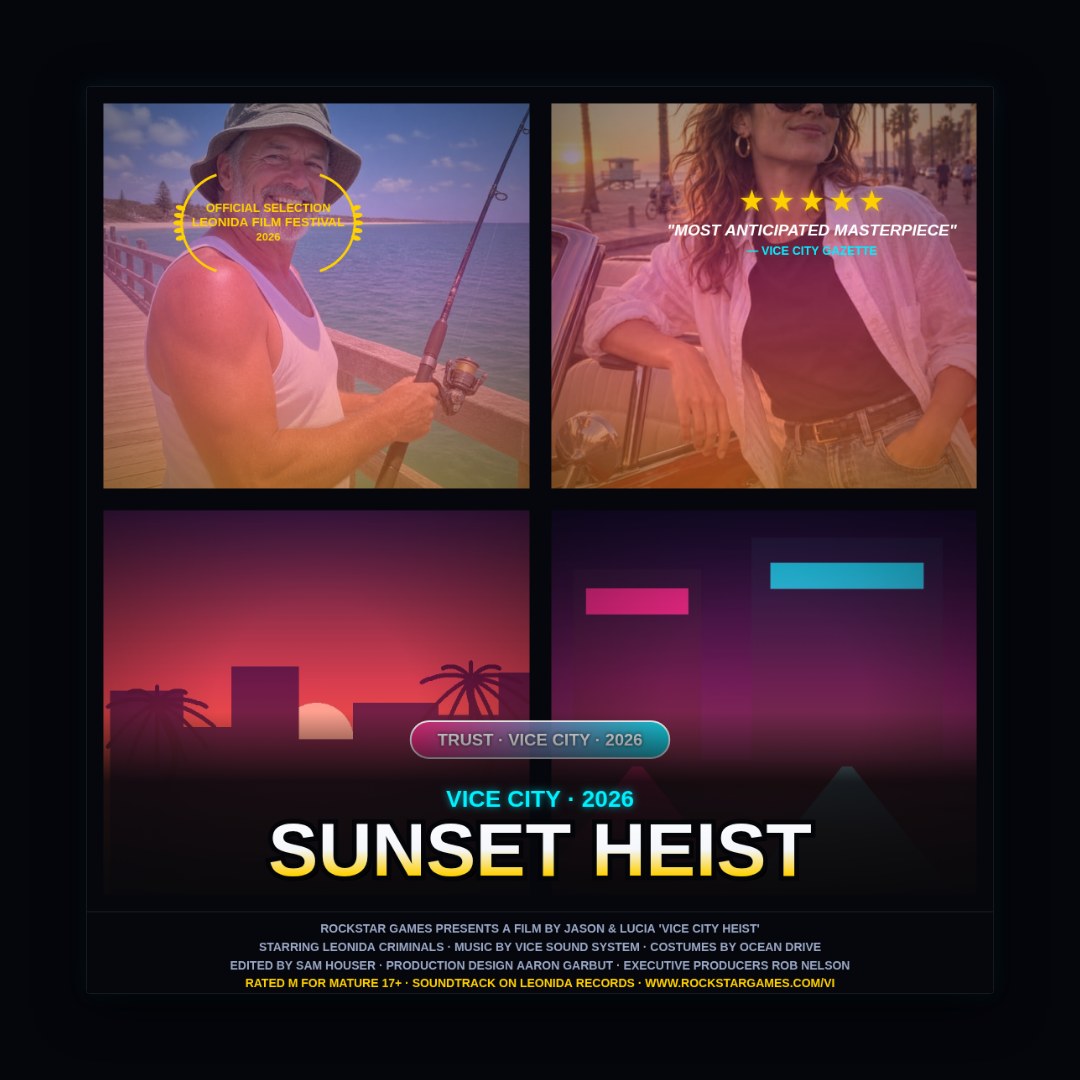 OFFICIAL SELECTION
LEONIDA FILM FESTIVAL
2026
★★★★★
"MOST ANTICIPATED MASTERPIECE"
— VICE CITY GAZETTE
TRUST · VICE CITY · 2026
VICE CITY · 2026
SUNSET HEIST
ROCKSTAR GAMES PRESENTS A FILM BY JASON & LUCIA 'VICE CITY HEIST'
STARRING LEONIDA CRIMINALS · MUSIC BY VICE SOUND SYSTEM · COSTUMES BY OCEAN DRIVE
EDITED BY SAM HOUSER · PRODUCTION DESIGN AARON GARBUT · EXECUTIVE PRODUCERS ROB NELSON
RATED M FOR MATURE 17+ · SOUNDTRACK ON LEONIDA RECORDS · WWW.ROCKSTARGAMES.COM/VI